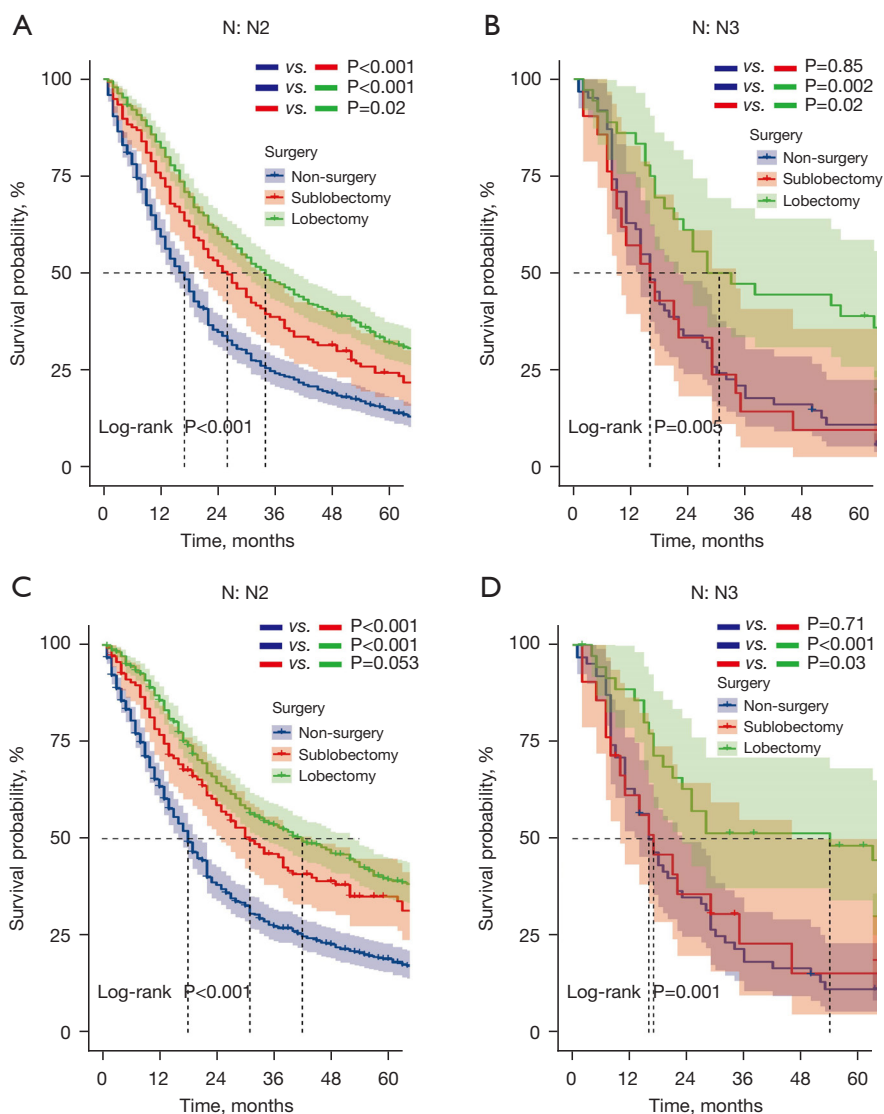 A
N: N2
vs. P<0.001
vs. P<0.001
vs. P=0.02
Surgery
Non-surgery
Sublobectomy
Lobectomy
Survival probability, %
100
75
50
25
0
Log-rank P<0.001
0 12 24 36 48 60
Time, months
B
N: N3
vs. P=0.85
vs. P=0.002
vs. P=0.02
Surgery
Non-surgery
Sublobectomy
Lobectomy
Survival probability, %
100
75
50
25
0
Log-rank P=0.005
0 12 24 36 48 60
Time, months
C
N: N2
vs. P<0.001
vs. P<0.001
vs. P=0.053
Surgery
Non-surgery
Sublobectomy
Lobectomy
Survival probability, %
100
75
50
25
0
Log-rank P<0.001
0 12 24 36 48 60
Time, months
D
N: N3
vs. P=0.71
vs. P<0.001
vs. P=0.03
Surgery
Non-surgery
Sublobectomy
Lobectomy
Survival probability, %
100
75
50
25
0
Log-rank P=0.001
0 12 24 36 48 60
Time, months